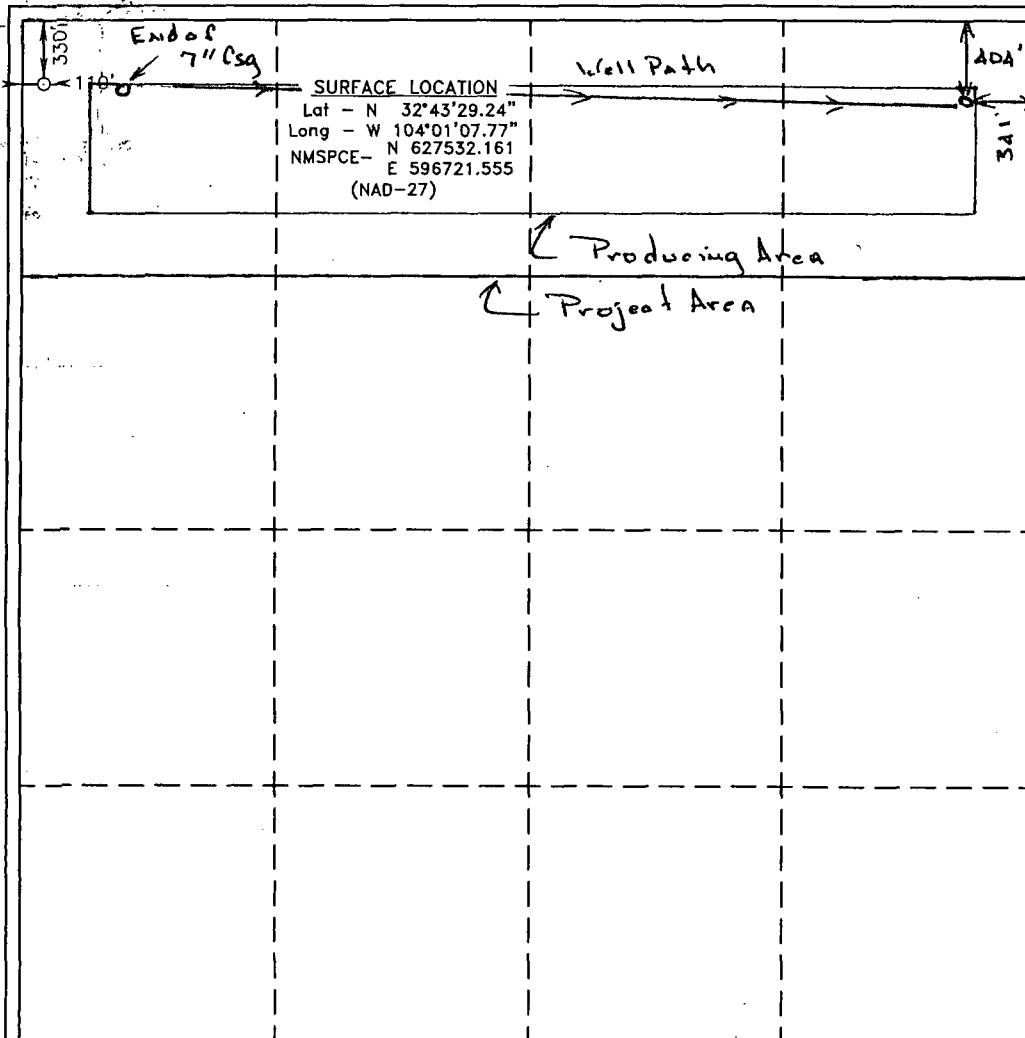 330'
End of
7" Csg
110'
SURFACE LOCATION
Lat - N 32°43'29.24"
Long - W 104°01'07.77"
NMSPCE- N 627532.161
E 596721.555
(NAD-27)
Well Path
404'
321'
Producing Area
Project Area